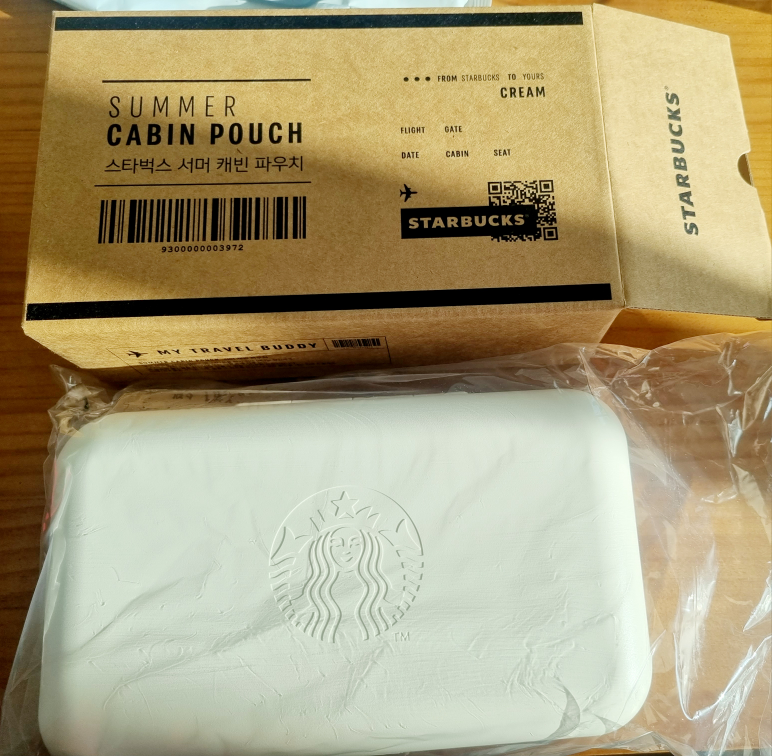 SUMMER
CABIN POUCH
스타벅스 서머 캐빈 파우치
9300000003972
FROM STARBUCKS TO YOURS
CREAM
FLIGHT GATE
DATE CABIN SEAT
STARBUCKS
STARBUCKS®
MY TRAVEL BUDDY
TM